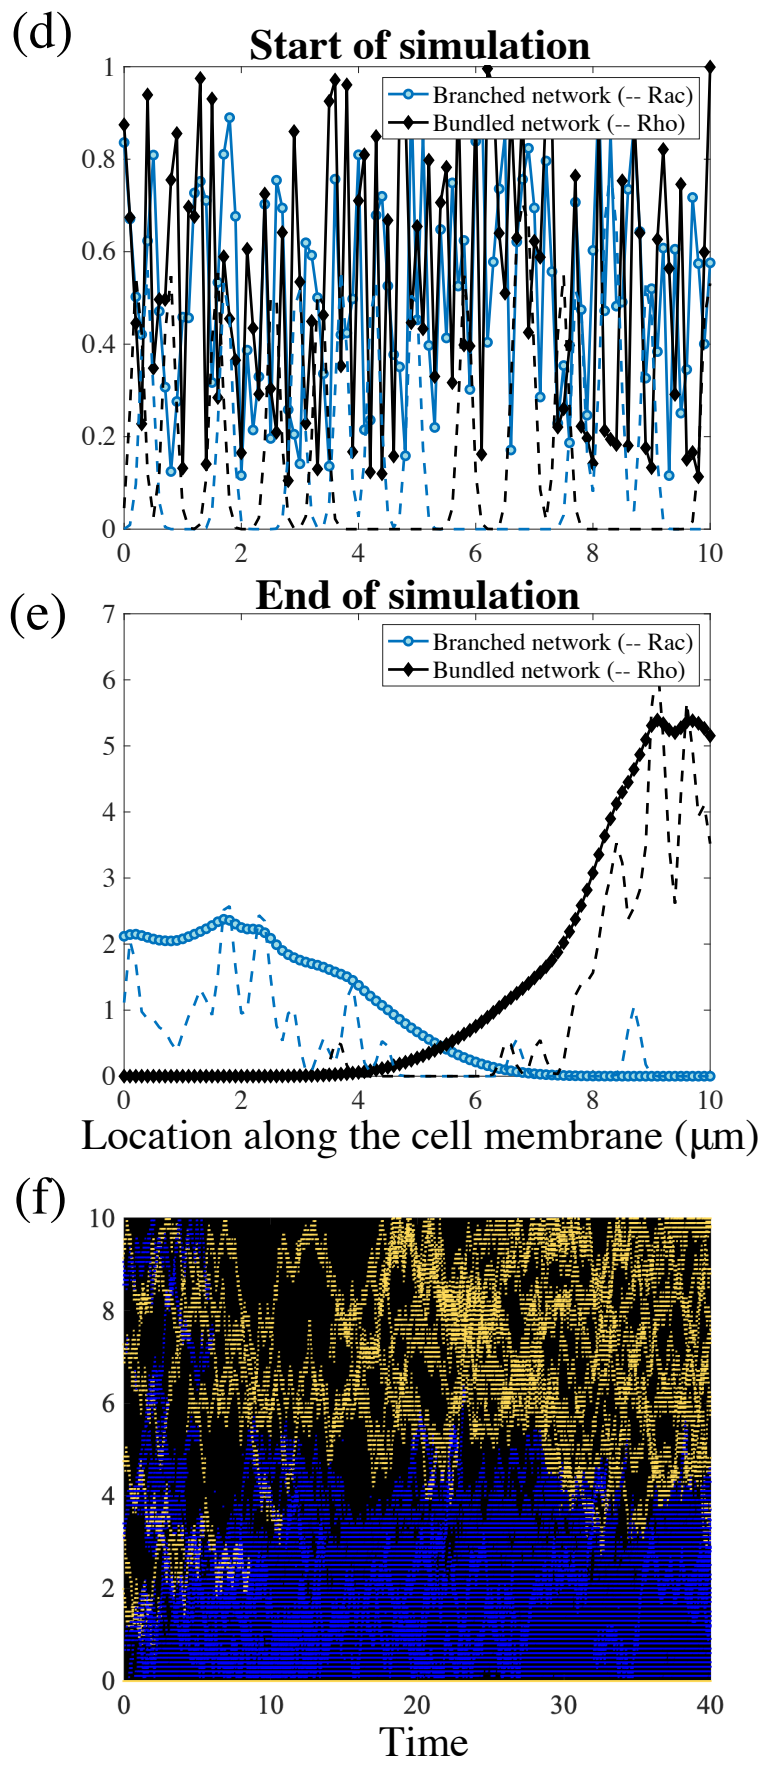 (d)
Start of simulation
Branched network (-- Rac)
Bundled network (-- Rho)
1
0.8
0.6
0.4
0.2
0
0 2 4 6 8 10
(e)
End of simulation
Branched network (-- Rac)
Bundled network (-- Rho)
7
6
5
4
3
2
1
0
0 2 4 6 8 10
Location along the cell membrane (μm)
(f)
10
8
6
4
2
0
0 10 20 30 40
Time